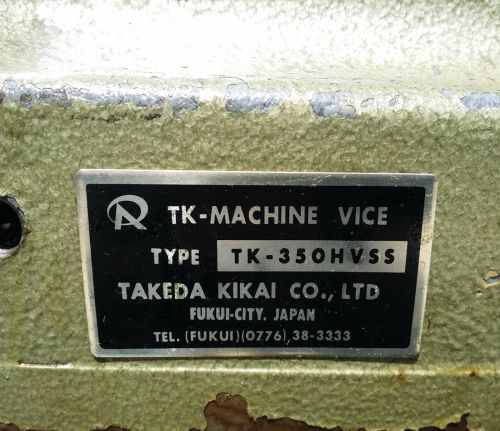 TK-MACHINE VICE
TYPE TK-350HVSS
TAKEDA KIKAI CO., LTD
FUKUI-CITY. JAPAN
TEL. (FUKUI)(0776) 38-3333